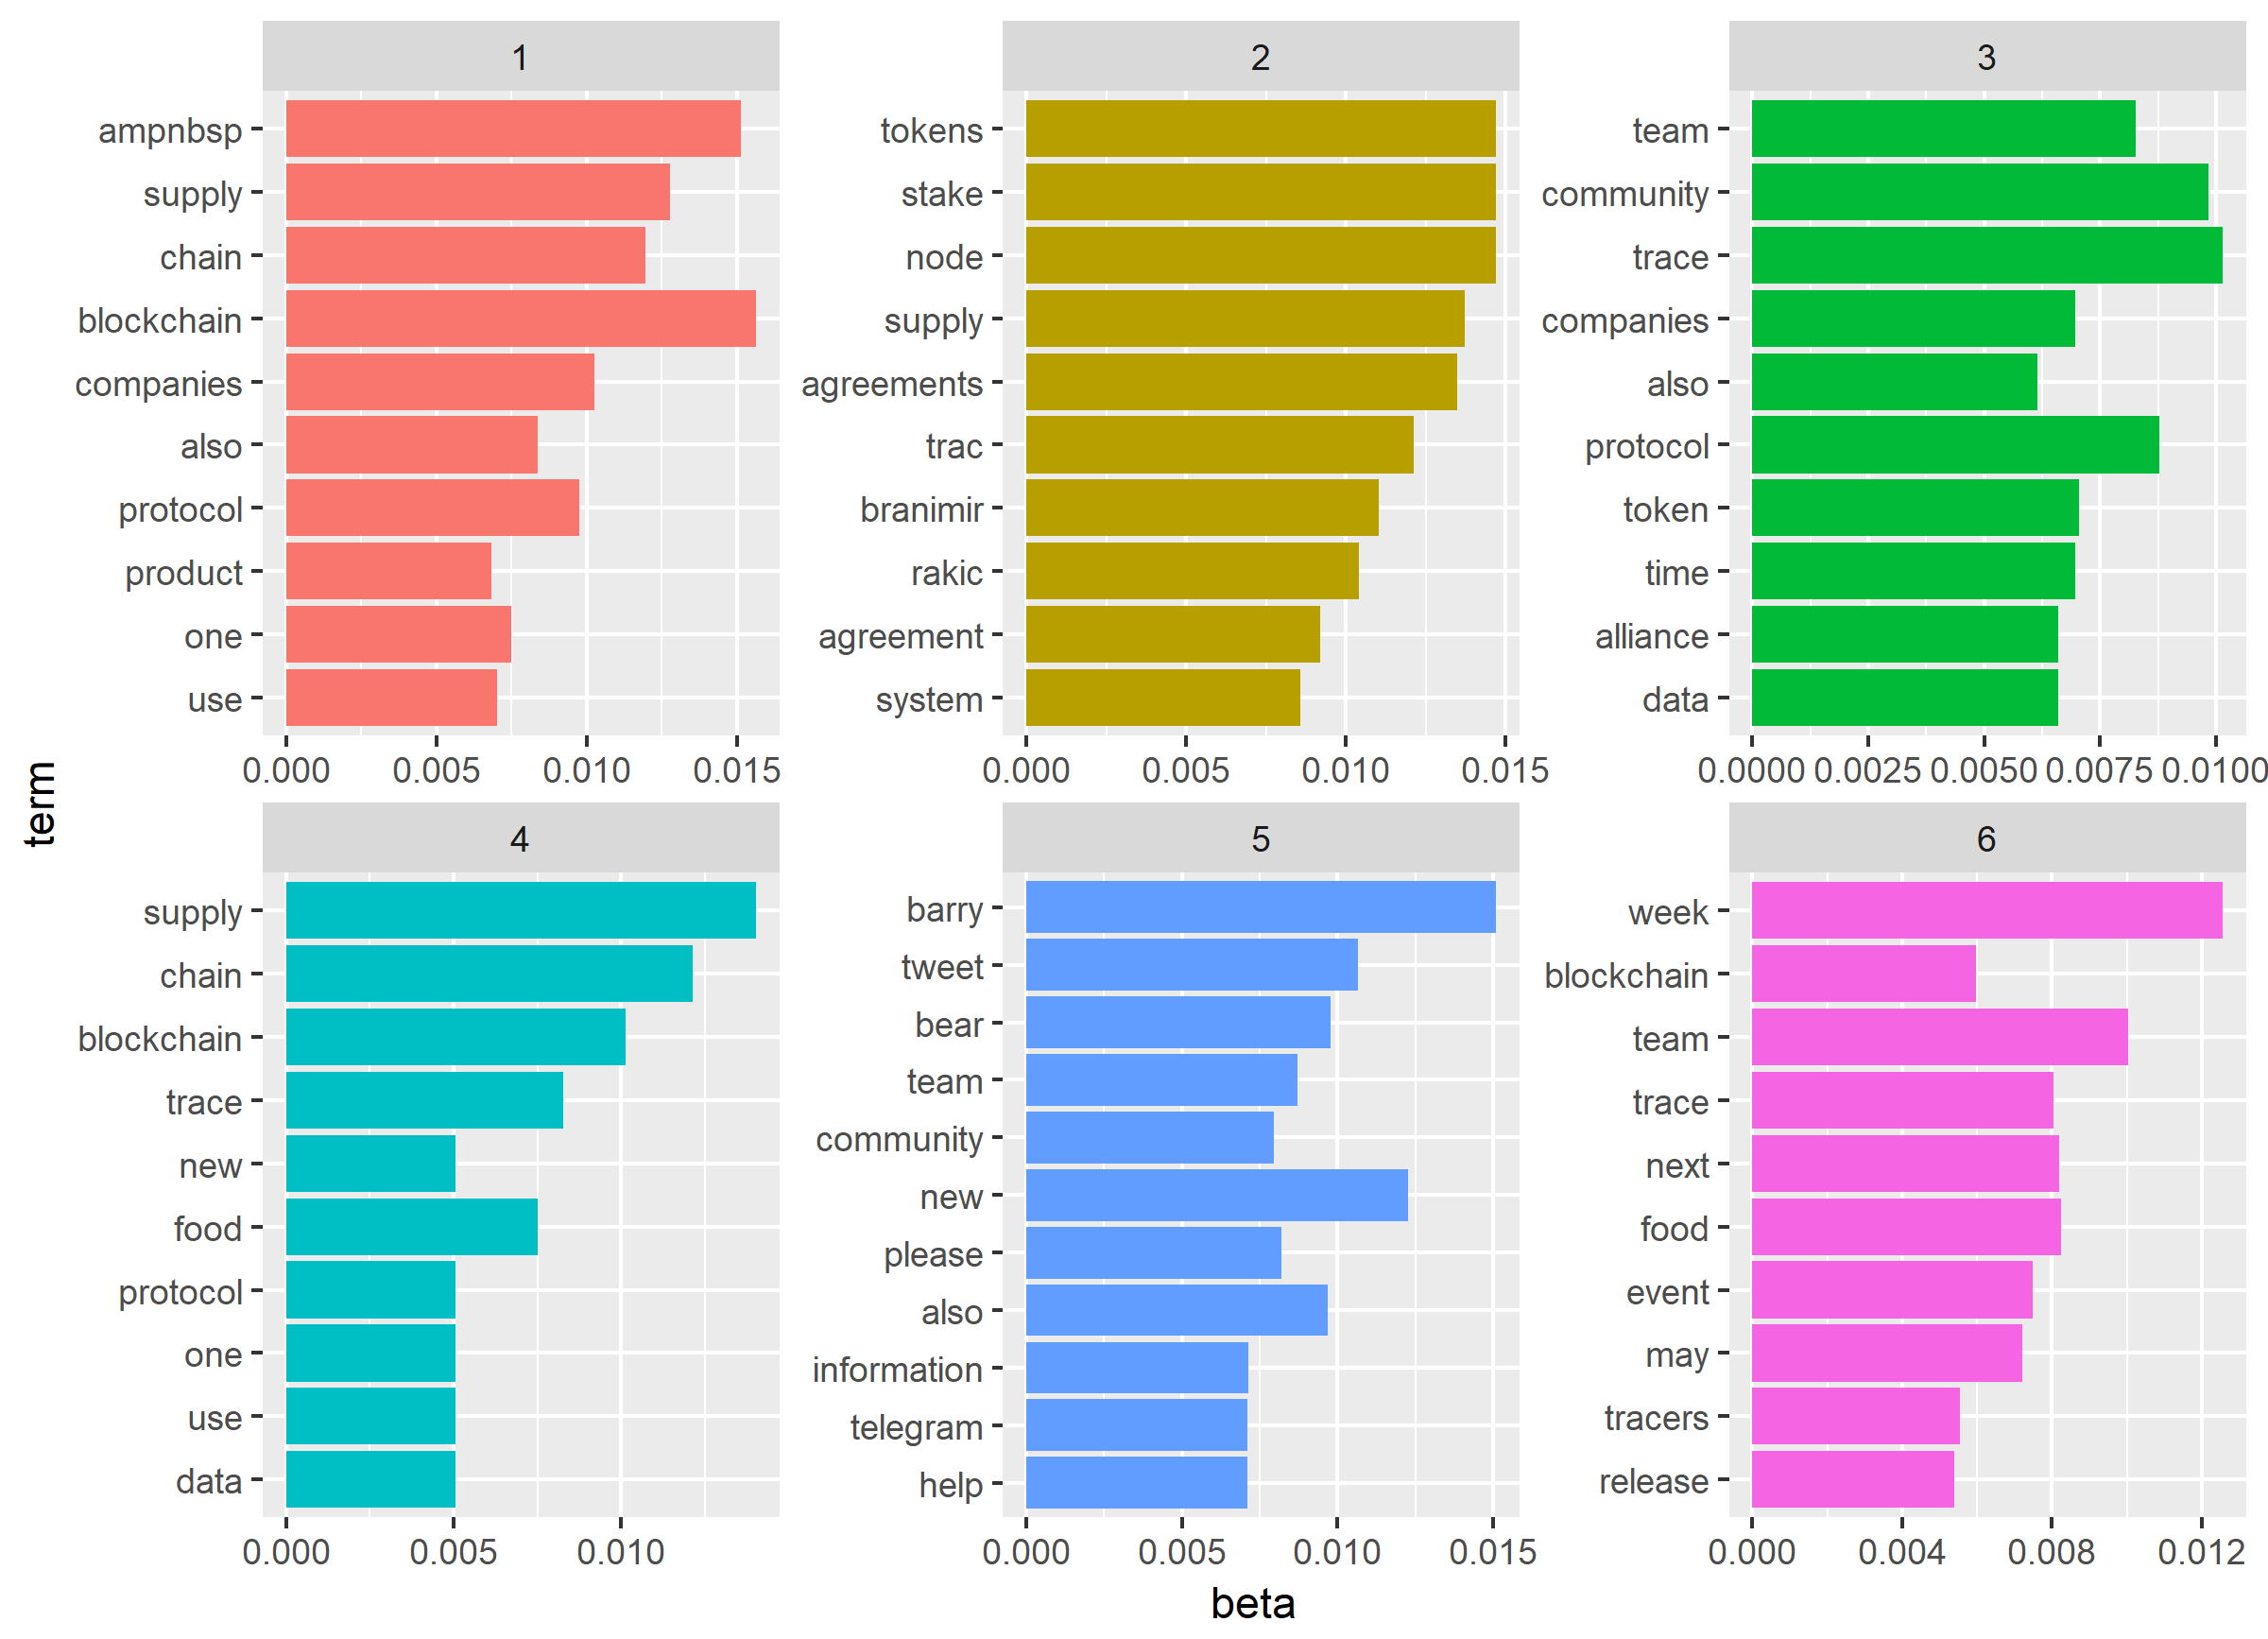 term
1
ampnbsp
supply
chain
blockchain
companies
also
protocol
product
one
use
0.000 0.005 0.010 0.015
2
tokens
stake
node
supply
agreements
trac
branimir
rakic
agreement
system
0.000 0.005 0.010 0.015
3
team
community
trace
companies
also
protocol
token
time
alliance
data
0.0000 0.0025 0.0050 0.0075 0.0100
4
supply
chain
blockchain
trace
new
food
protocol
one
use
data
0.000 0.005 0.010
5
barry
tweet
bear
team
community
new
please
also
information
telegram
help
0.000 0.005 0.010 0.015
6
week
blockchain
team
trace
next
food
event
may
tracers
release
0.000 0.004 0.008 0.012
beta